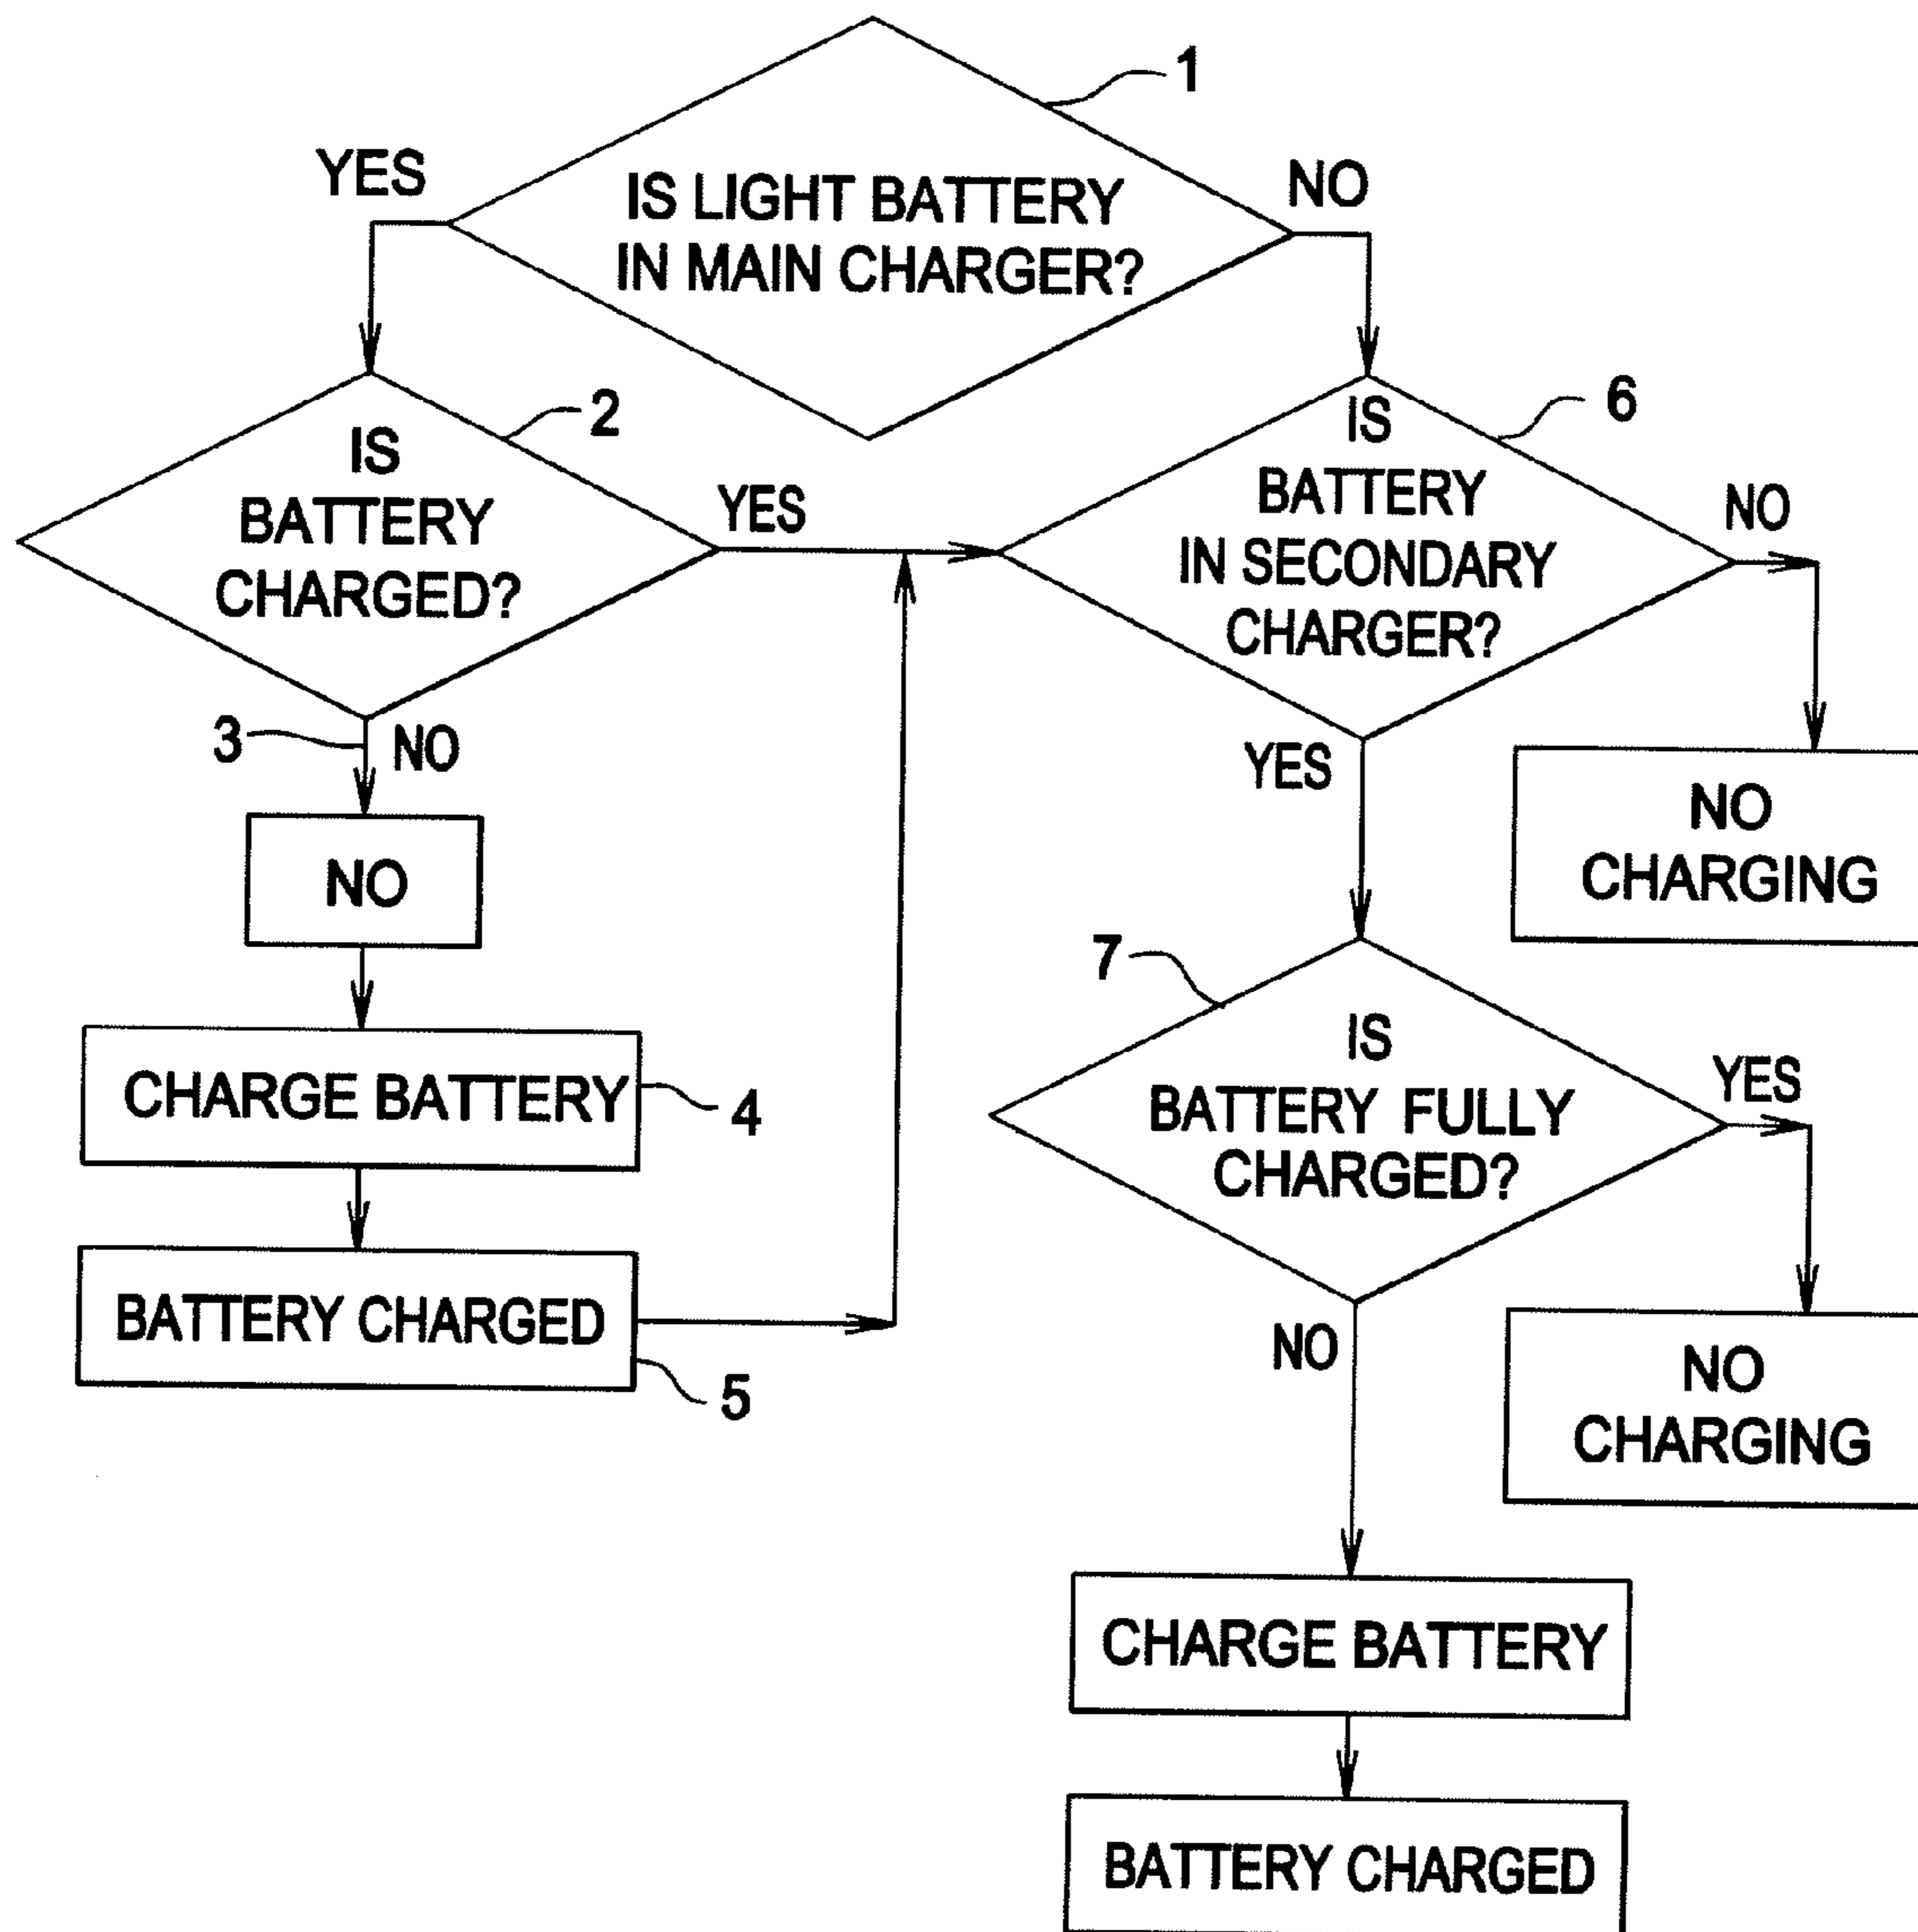 1
YES
IS LIGHT BATTERY
IN MAIN CHARGER?
NO
2
IS
BATTERY
CHARGED?
YES
6
IS
BATTERY
IN SECONDARY
CHARGER?
NO
3
NO
YES
NO
CHARGING
NO
7
IS
BATTERY FULLY
CHARGED?
YES
CHARGE BATTERY
4
BATTERY CHARGED
5
NO
NO
CHARGING
CHARGE BATTERY
BATTERY CHARGED